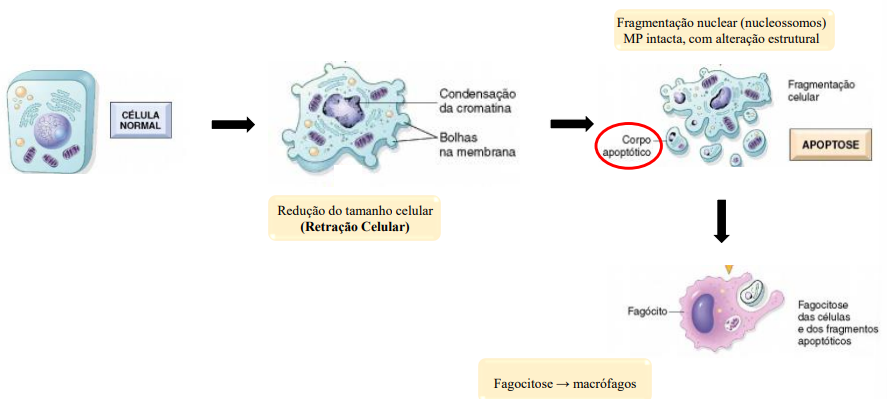 Fragmentação nuclear (nucleossomos)
MP intacta, com alteração estrutural
CÉLULA
NORMAL
Condensação
da cromatina
Bolhas
na membrana
Redução do tamanho celular
(Retração Celular)
Fragmentação
celular
Corpo
apoptótico
APOPTOSE
Fagócito
Fagocitose
das células
e dos fragmentos
apoptóticos
Fagocitose → macrófagos